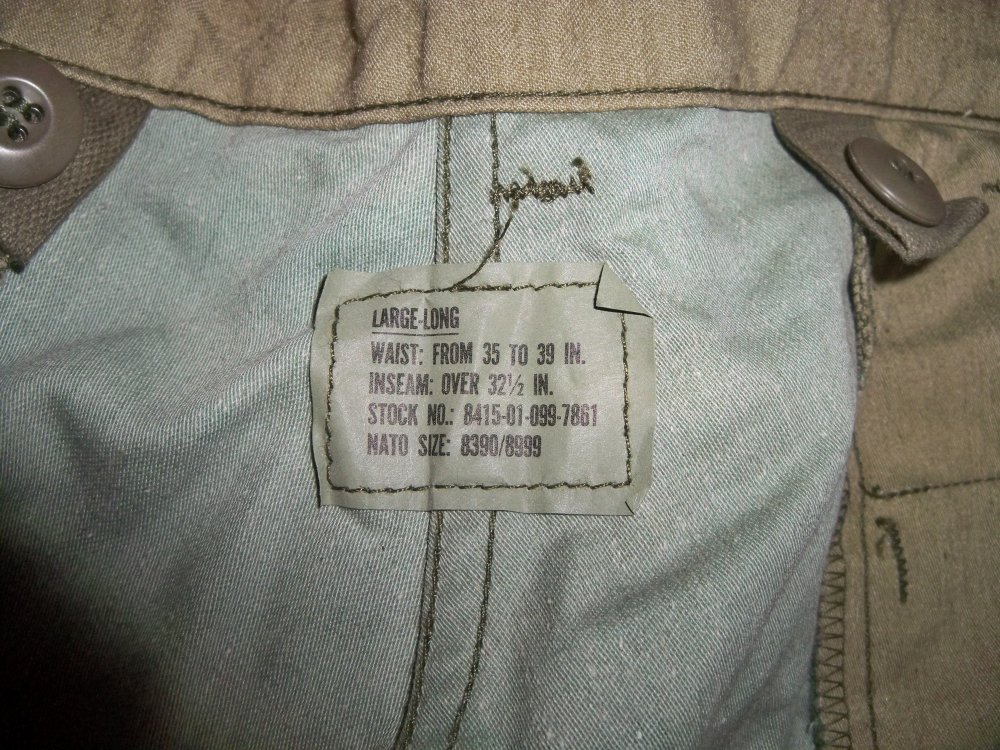 LARGE-LONG
WAIST: FROM 35 TO 39 IN.
INSEAM: OVER 32½ IN.
STOCK NO.: 8415-01-099-7861
NATO SIZE: 8390/8999